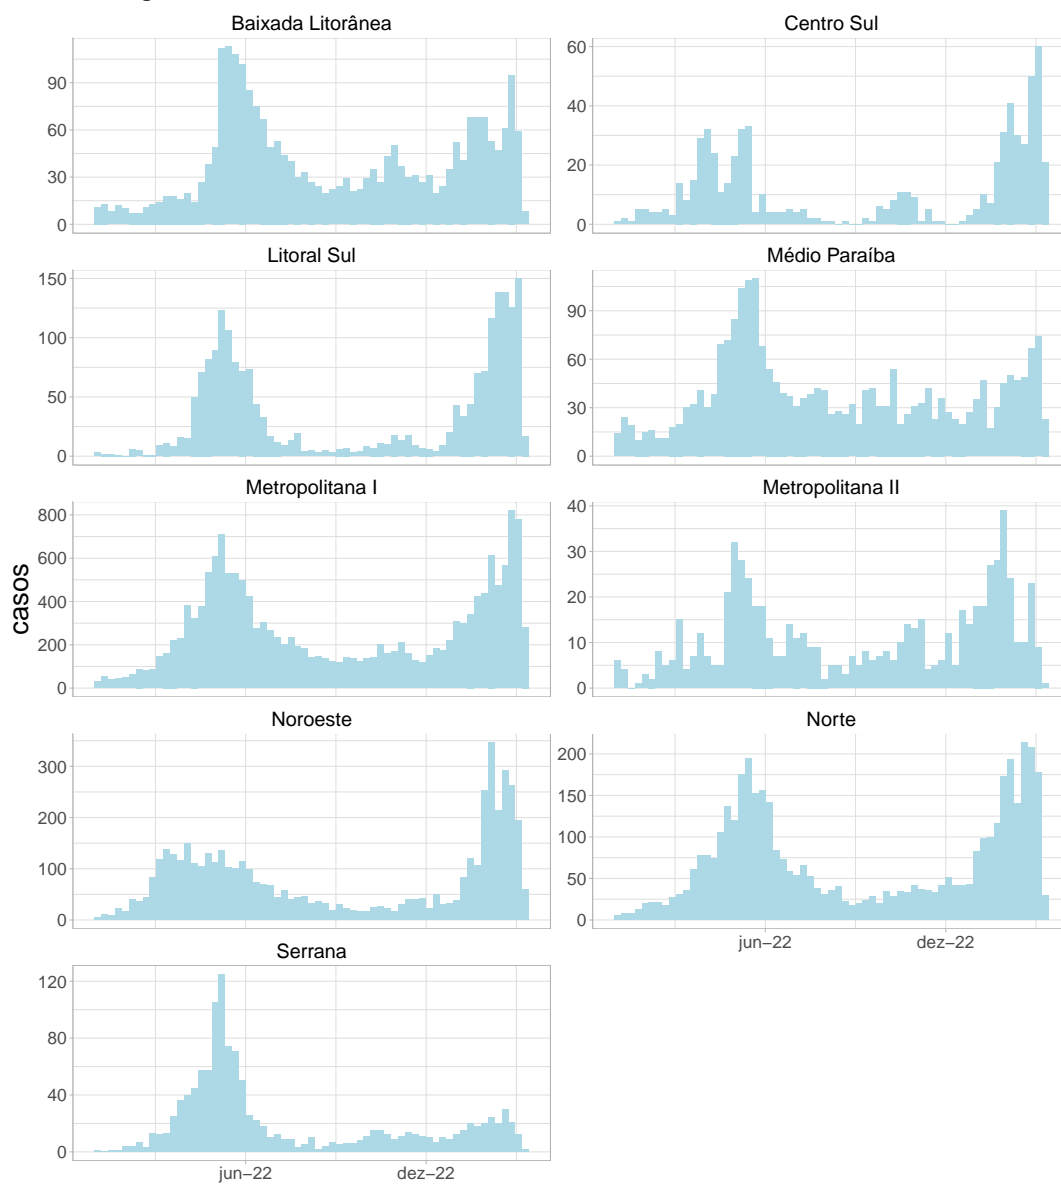 Baixada Litorânea
Centro Sul
90
60
30
0
60
40
20
0
Litoral Sul
Médio Paraíba
150
100
50
0
90
60
30
0
Metropolitana I
Metropolitana II
800
600
400
200
0
40
30
20
10
0
casos
Noroeste
Norte
300
200
100
0
200
150
100
50
0
jun−22
dez−22
Serrana
120
80
40
0
jun−22
dez−22